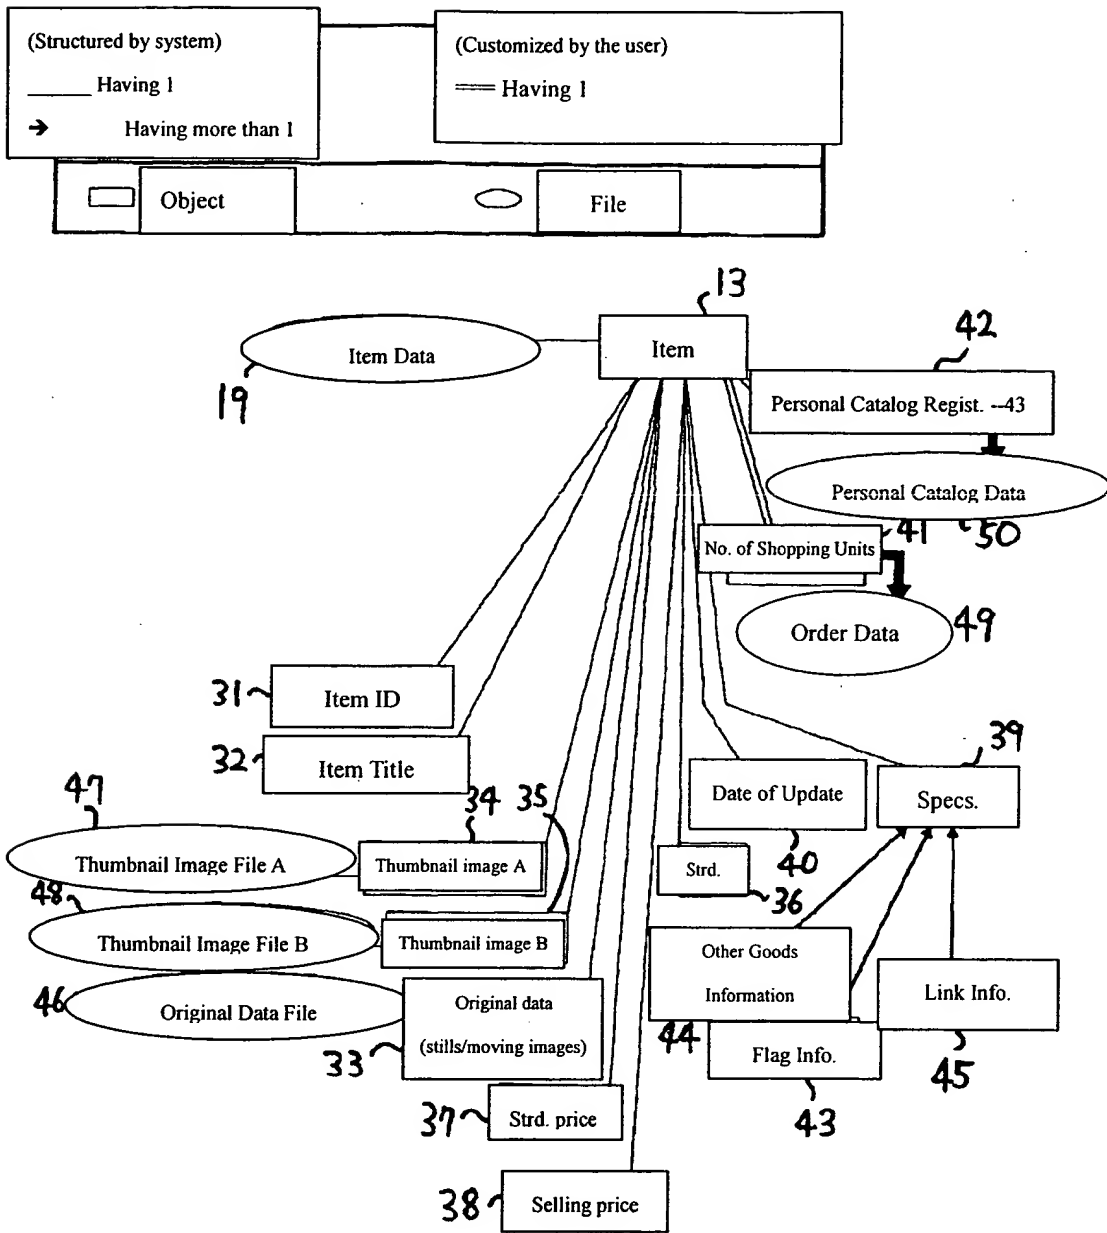 (Structured by system)
Having 1
➔ Having more than 1
(Customized by the user)
Having 1
Object
File
13
Item Data
19
Item
42
Personal Catalog Regist. --43
Personal Catalog Data
50
41
No. of Shopping Units
Order Data
49
31
Item ID
32
Item Title
39
Date of Update
40
Specs.
47
34
35
Thumbnail Image File A
Thumbnail image A
Strd.
36
48
Thumbnail Image File B
Thumbnail image B
46
Original Data File
Original data
(stills/moving images)
33
Other Goods
Information
44
Link Info.
45
Flag Info.
43
37
Strd. price
38
Selling price